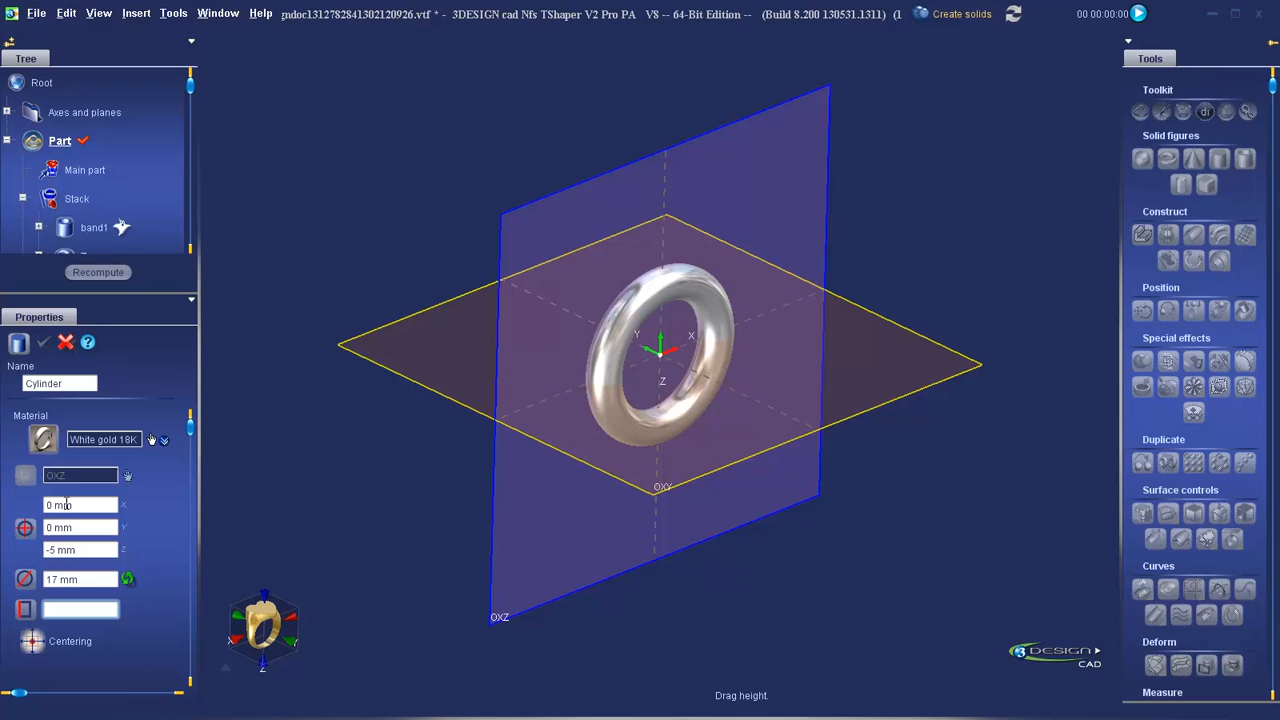 File Edit View Insert Tools Window Help
gndoc1312782841302120926.vtf * - 3DESIGN cad Nfs TShaper V2 Pro PA V8 -- 64-Bit Edition -- (Build 8.200 130531.1311) (1
Create solids
00 00:00:00
Tree
Root
Axes and planes
Part
Main part
Stack
band1
Recompute
Properties
Name
Cylinder
Material
White gold 18K
OXZ
0 mm X
0 mm Y
-5 mm Z
17 mm
Centering
Y
X
Z
OXY
OXZ
X
Y
Z
3DESIGN
CAD
Drag height.
Tools
Toolkit
di
Solid figures
Construct
Position
Special effects
Duplicate
Surface controls
Curves
Deform
Measure